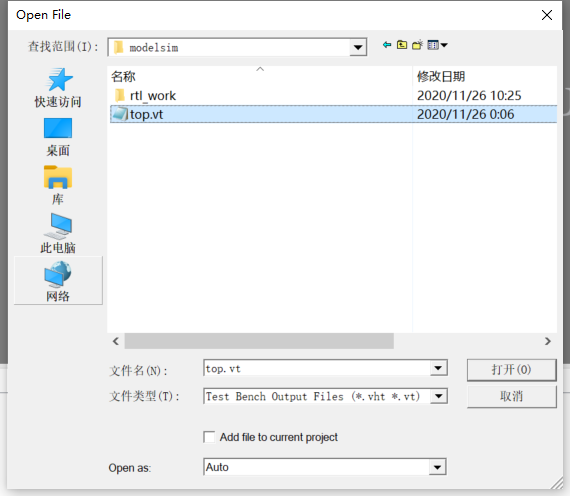 Open File
查找范围(I):
modelsim
名称
修改日期
rtl_work
2020/11/26 10:25
top.vt
2020/11/26 0:06
快速访问
桌面
库
此电脑
网络
文件名(N):
top.vt
打开(O)
文件类型(T):
Test Bench Output Files (*.vht *.vt)
取消
Add file to current project
Open as:
Auto